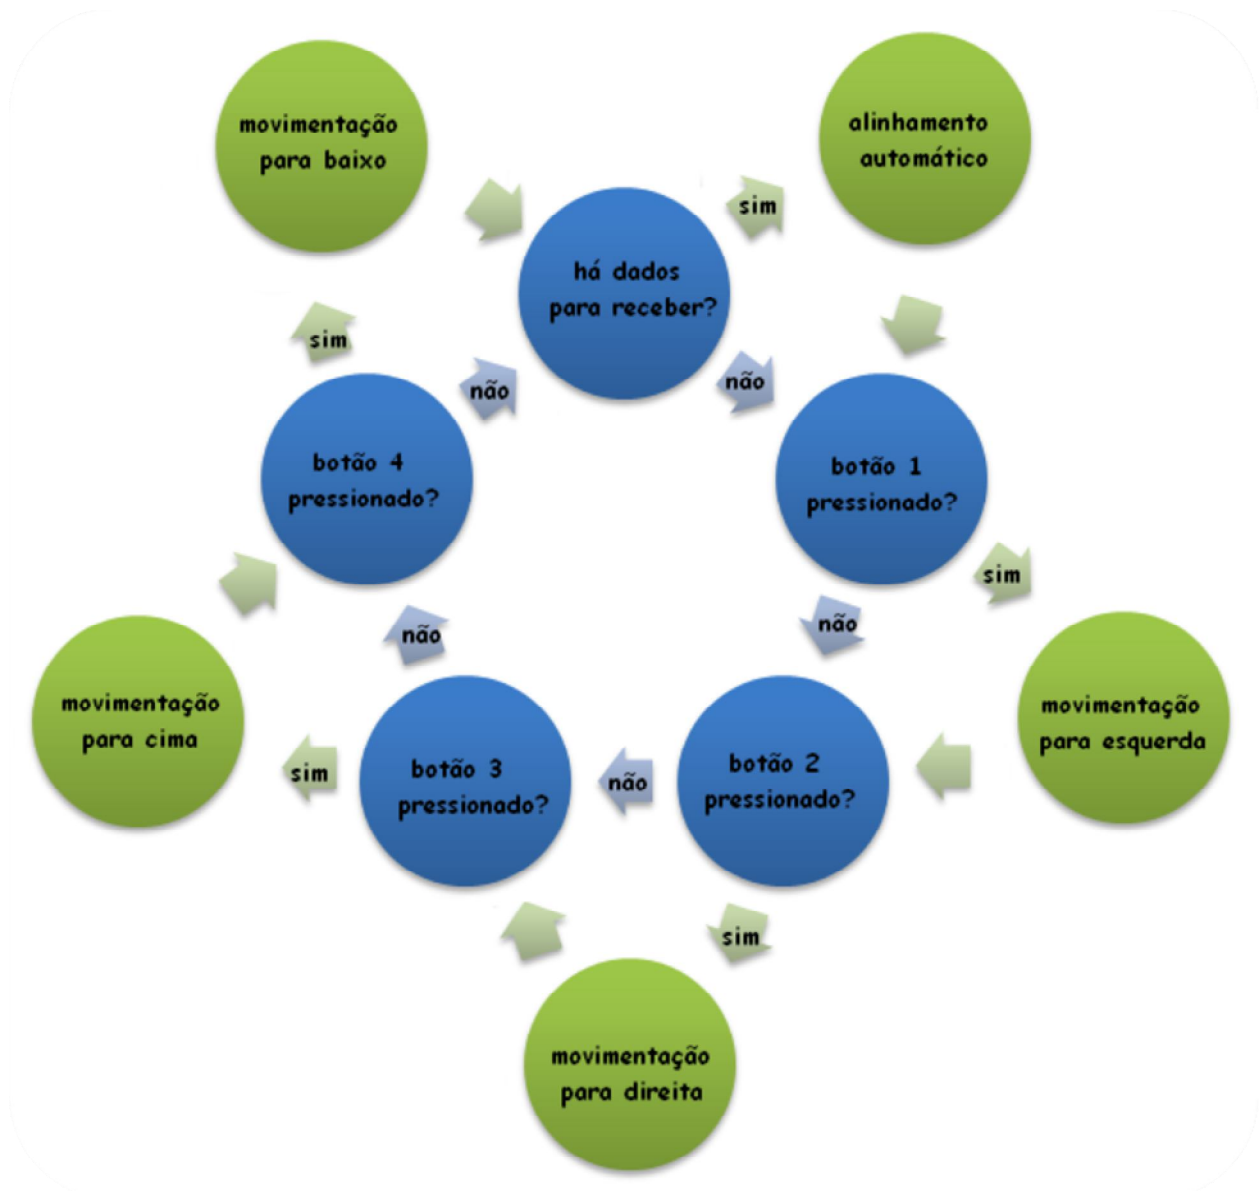 movimentação
para baixo
alinhamento
automático
sim
há dados
para receber?
sim
não
não
botão 4
pressionado?
botão 1
pressionado?
sim
não
não
movimentação
para cima
movimentação
para esquerda
sim
botão 3
pressionado?
não
botão 2
pressionado?
sim
movimentação
para direita